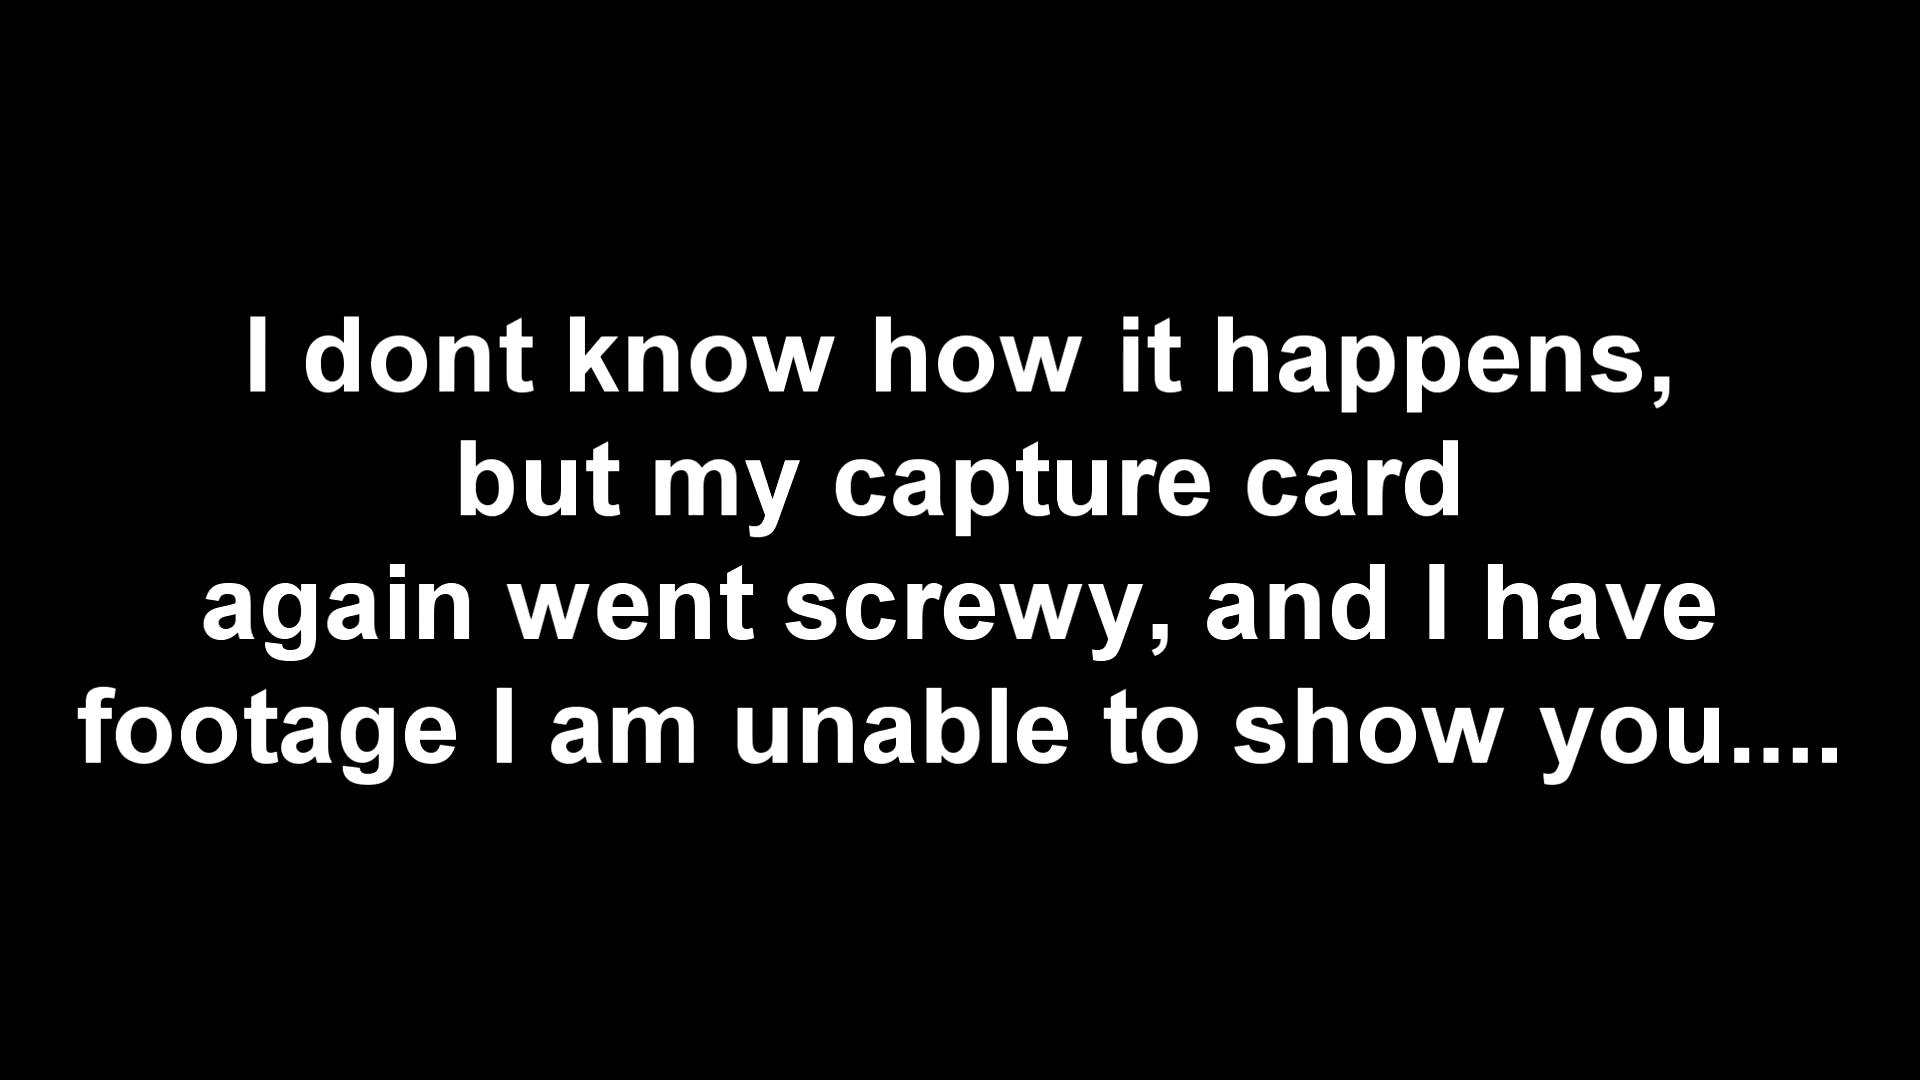 I dont know how it happens,
but my capture card
again went screwy, and I have
footage I am unable to show you....